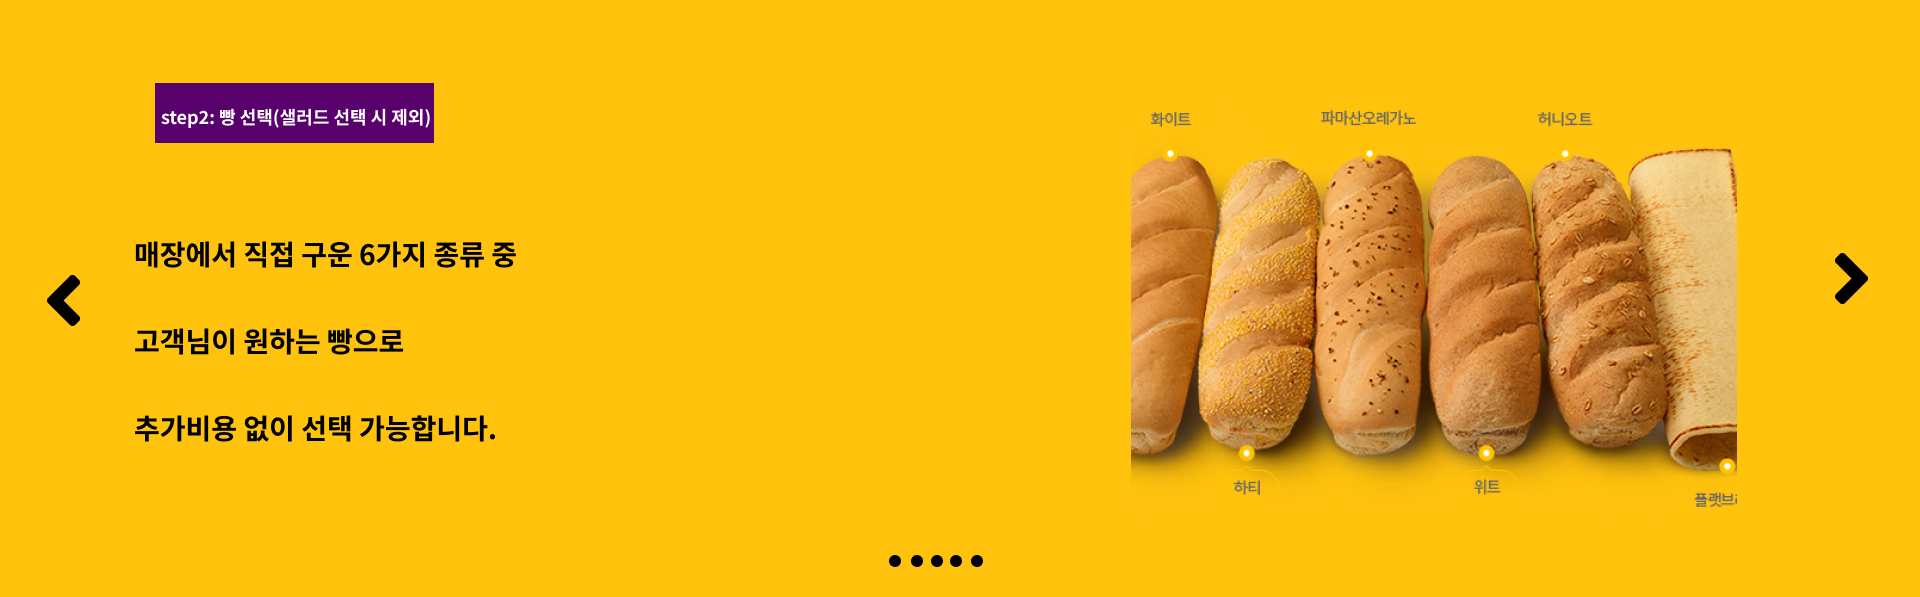 step2: 빵 선택(샐러드 선택 시 제외)
매장에서 직접 구운 6가지 종류 중
고객님이 원하는 빵으로
추가비용 없이 선택 가능합니다.
화이트
파마산오레가노
허니오트
하티
위트
플랫브